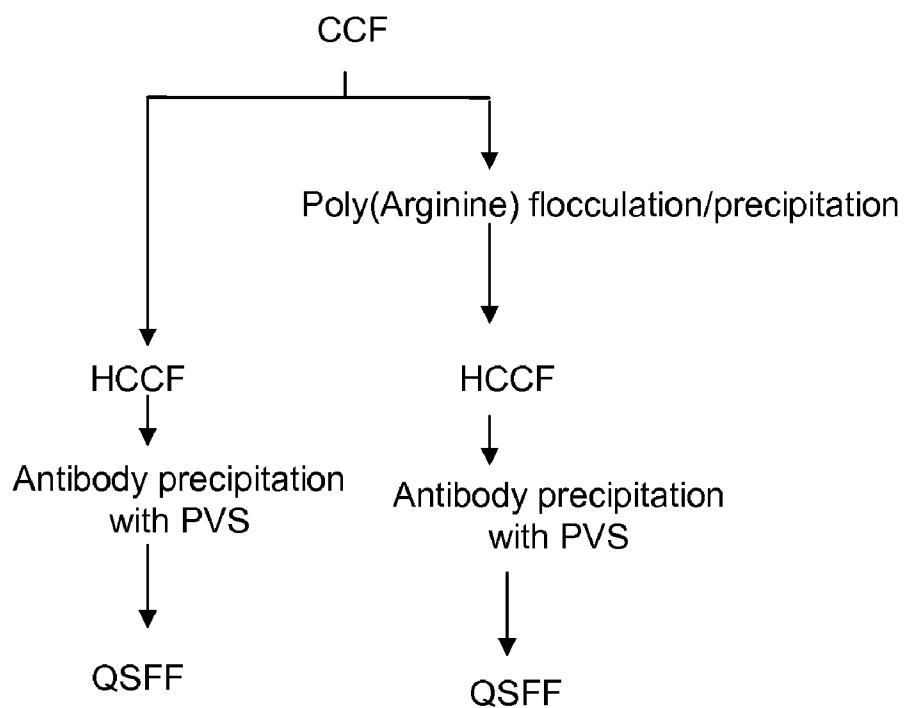 CCF
Poly(Arginine) flocculation/precipitation
HCCF
HCCF
Antibody precipitation
with PVS
Antibody precipitation
with PVS
QSFF
QSFF